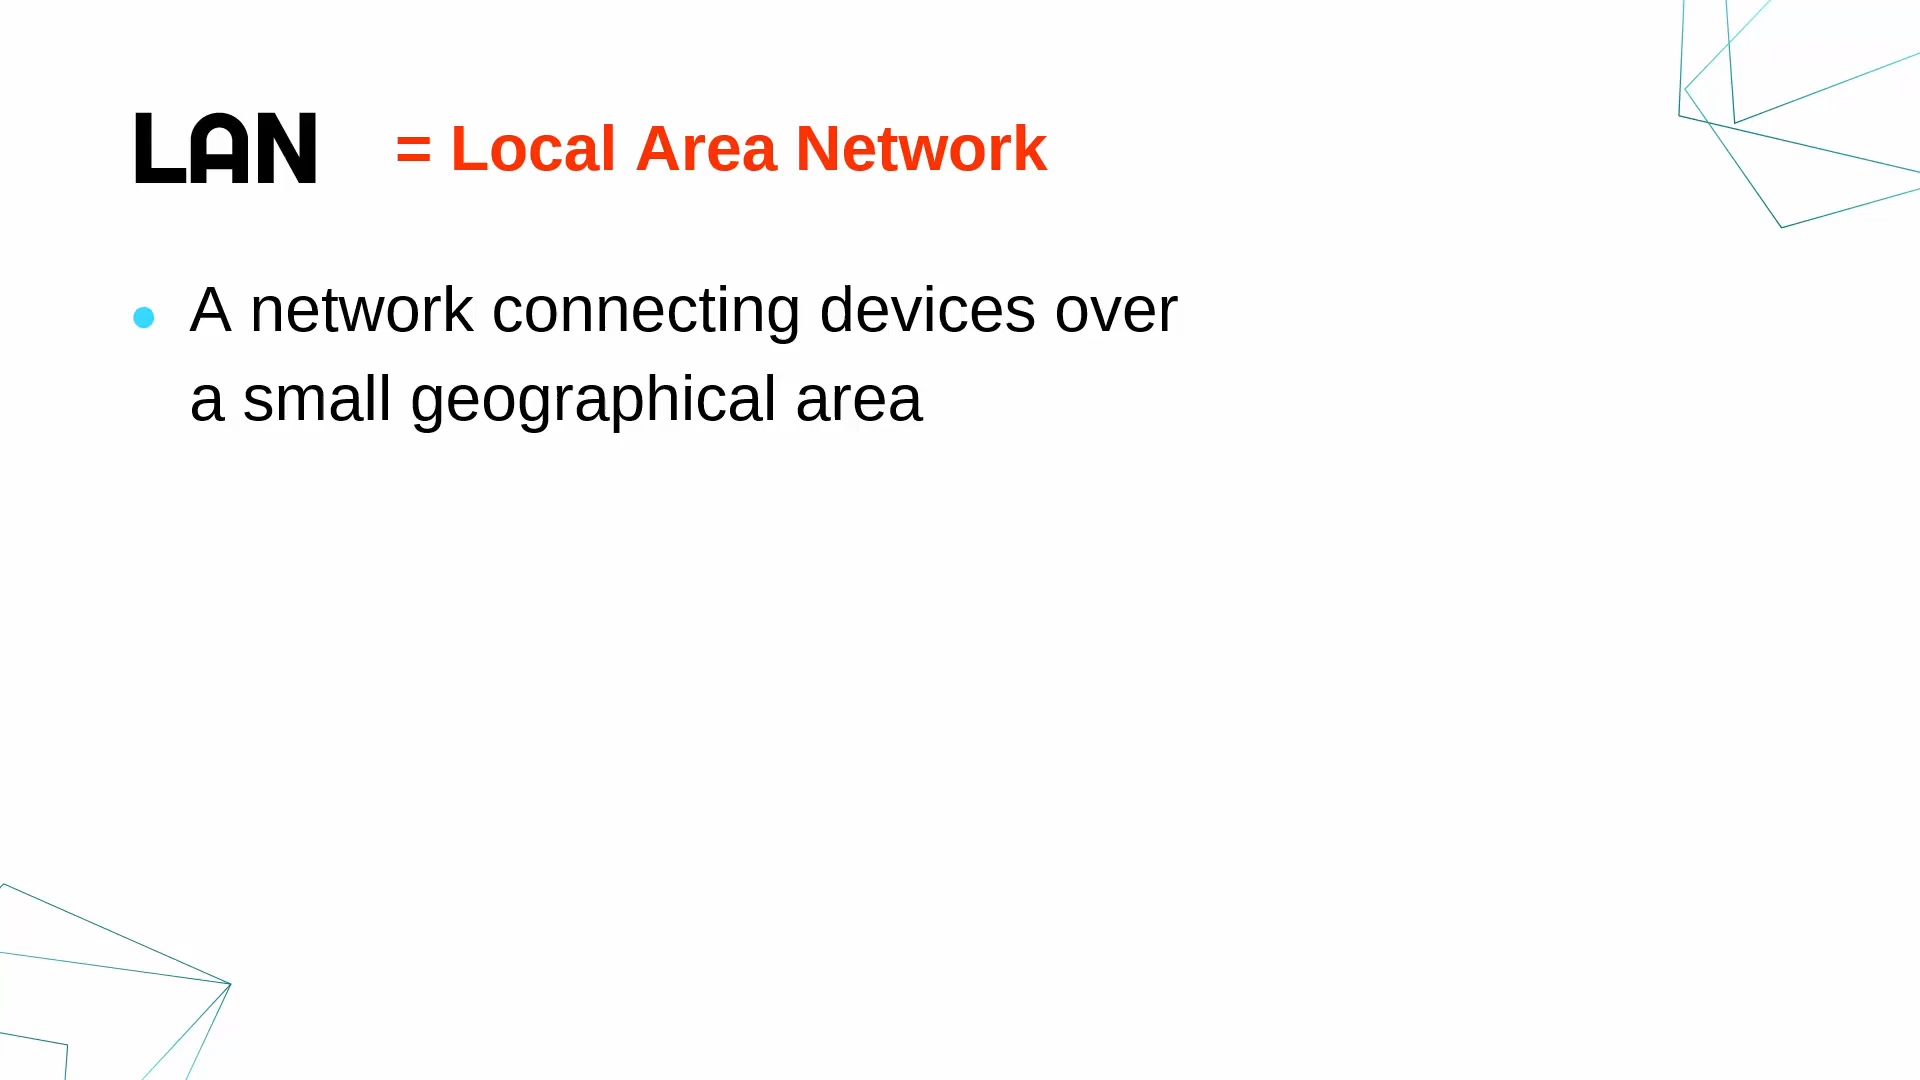 LAN = Local Area Network
• A network connecting devices over
a small geographical area